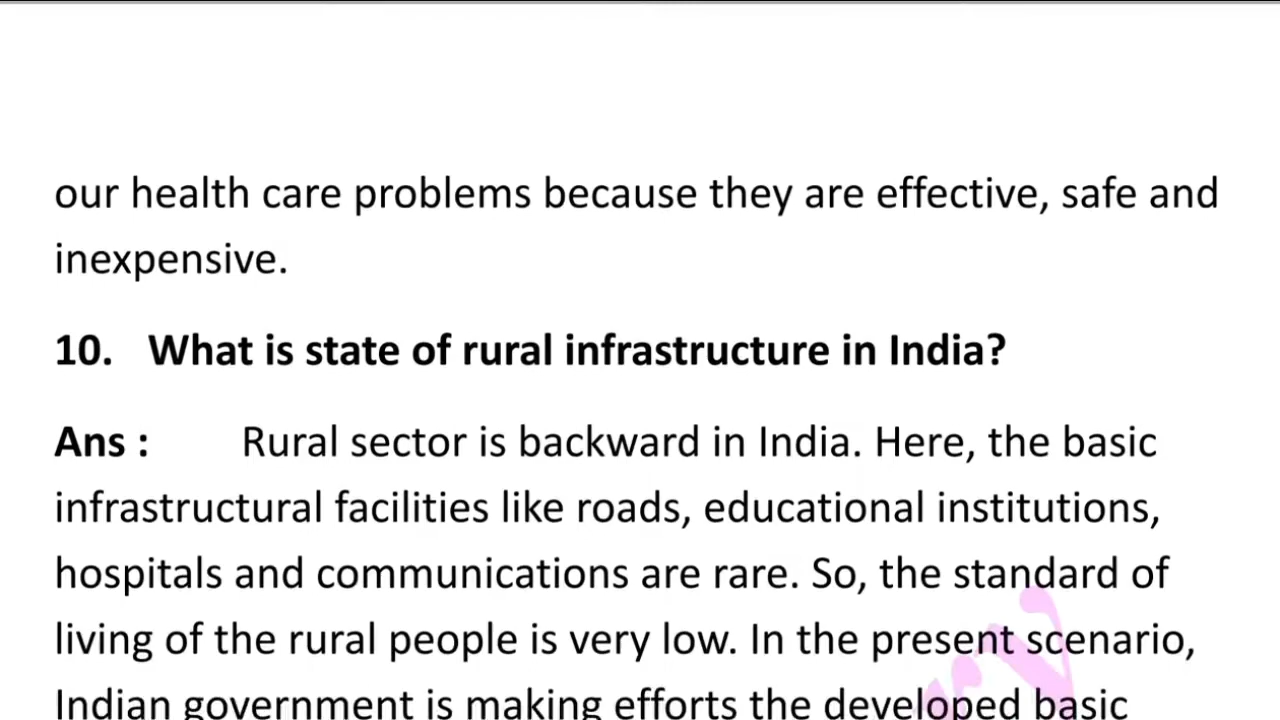 our health care problems because they are effective, safe and
inexpensive.
10. What is state of rural infrastructure in India?
Ans : Rural sector is backward in India. Here, the basic
infrastructural facilities like roads, educational institutions,
hospitals and communications are rare. So, the standard of
living of the rural people is very low. In the present scenario,
Indian government is making efforts the developed basic